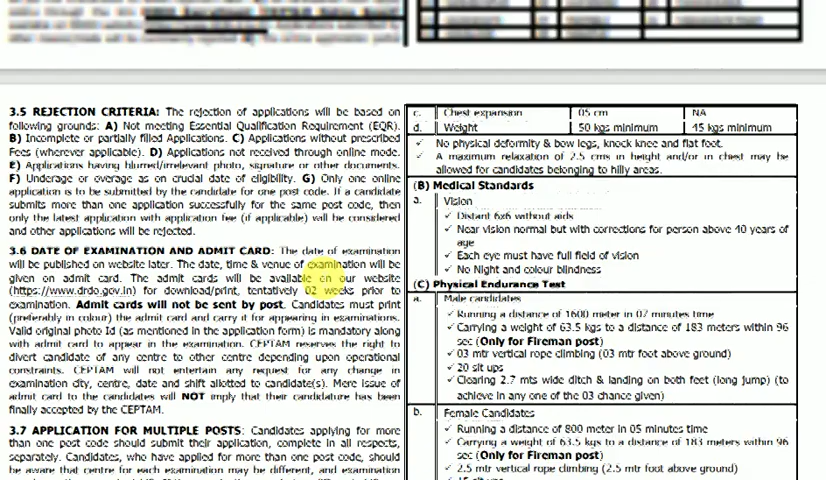 3.5 REJECTION CRITERIA: The rejection of applications will be based on
following grounds: A) Not meeting Essential Qualification Requirement (EQR).
B) Incomplete or partially filled Applications. C) Applications without prescribed
Fees (wherever applicable). D) Applications not received through online mode.
E) Applications having blurred/irrelevant photo, signature or other documents.
F) Underage or overage as on crucial date of eligibility. G) Only one online
application is to be submitted by the candidate for one post code. If a candidate
submits more than one application successfully for the same post code, then
only the latest application with application fee (if applicable) will be considered
and other applications will be rejected.
3.6 DATE OF EXAMINATION AND ADMIT CARD: The date of examination
will be published on website later. The date, time & venue of examination will be
given on admit card. The admit cards will be available on our website
(https://www.drdo.gov.in) for download/print, tentatively 02 weeks prior to
examination. Admit cards will not be sent by post. Candidates must print
(preferably in colour) the admit card and carry it for appearing in examinations.
Valid original photo Id (as mentioned in the application form) is mandatory along
with admit card to appear in the examination. CEPTAM reserves the right to
divert candidate of any centre to other centre depending upon operational
constraints. CEPTAM will not entertain any request for any change in
examination city, centre, date and shift allotted to candidate(s). Mere issue of
admit card to the candidates will NOT imply that their candidature has been
finally accepted by the CEPTAM.
3.7 APPLICATION FOR MULTIPLE POSTS: Candidates applying for more
than one post code should submit their application, complete in all respects,
separately. Candidates, who have applied for more than one post code, should
be aware that centre for each examination may be different, and examination
c. Chest expansion 05 cm NA
d. Weight 50 kgs minimum 45 kgs minimum
✓ No physical deformity & bow legs, knock knee and flat foot.
✓ A maximum relaxation of 2.5 cms in height and/or in chest may be
allowed for candidates belonging to hilly areas.
(B) Medical Standards
a. Vision
✓ Distant 6x6 without aids
✓ Near vision normal but with corrections for person above 40 years of
age
✓ Each eye must have full field of vision
✓ No Night and colour blindness
(C) Physical Endurance Test
a. Male candidates
✓ Running a distance of 1600 meter in 07 minutes time
✓ Carrying a weight of 63.5 kgs to a distance of 183 meters within 96
sec (Only for Fireman post)
✓ 03 mtr vertical rope climbing (03 mtr foot above ground)
✓ 20 sit ups
✓ Clearing 2.7 mts wide ditch & landing on both feet (long jump) (to
achieve in any one of the 03 chance given)
b. Female Candidates
✓ Running a distance of 800 meter in 05 minutes time
✓ Carrying a weight of 63.5 kgs to a distance of 183 meters within 96
sec (Only for Fireman post)
✓ 2.5 mtr vertical rope climbing (2.5 mtr foot above ground)